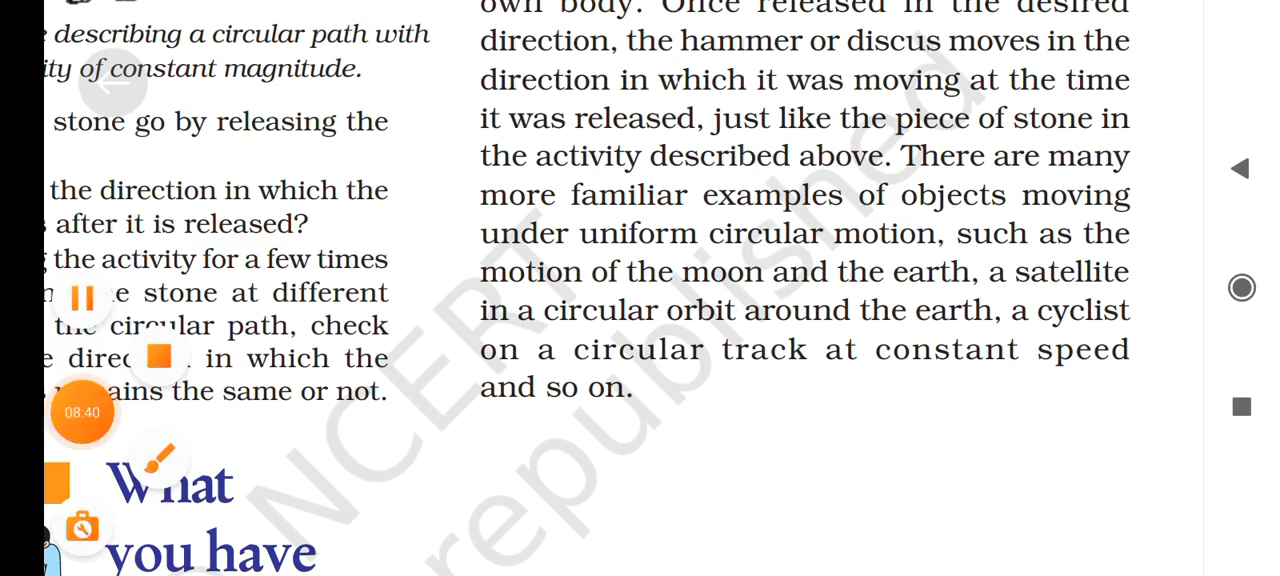 describing a circular path with
ity of constant magnitude.
stone go by releasing the
the direction in which the
after it is released?
the activity for a few times
stone at different
the circular path, check
in which the
ains the same or not.
08:40
What
you have
own body. Once released in the desired
direction, the hammer or discus moves in the
direction in which it was moving at the time
it was released, just like the piece of stone in
the activity described above. There are many
more familiar examples of objects moving
under uniform circular motion, such as the
motion of the moon and the earth, a satellite
in a circular orbit around the earth, a cyclist
on a circular track at constant speed
and so on.
NCERT
republished